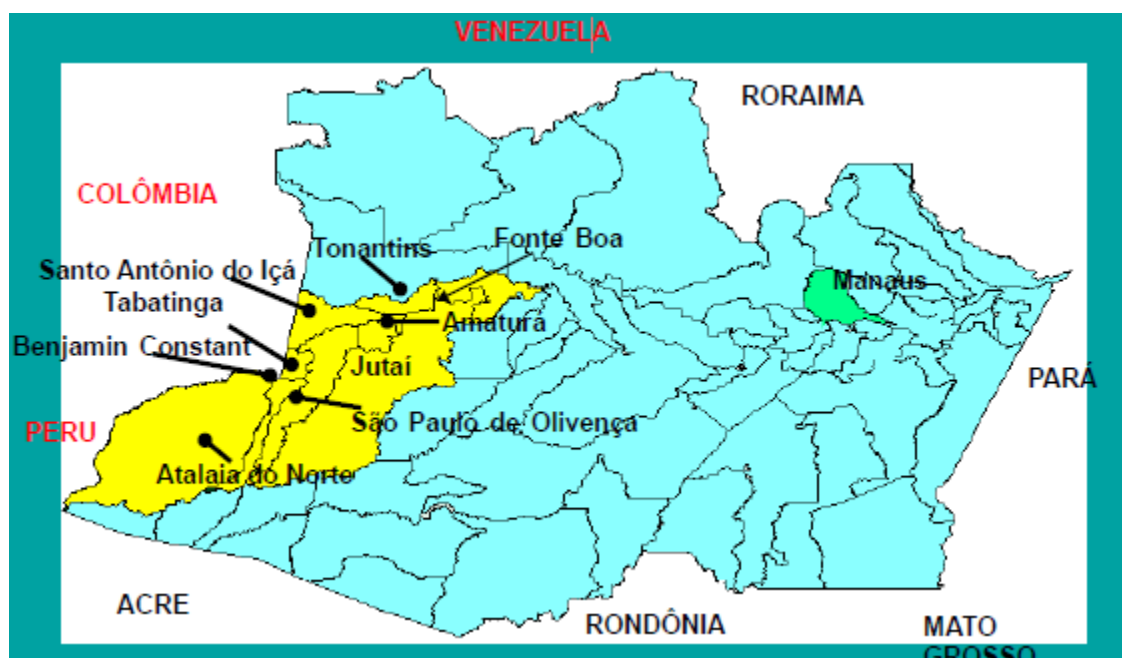 VENEZUELA
RORAIMA
COLÔMBIA
Tonantins
Fonte Boa
Santo Antônio do Içá
Manaus
Tabatinga
Amaturá
Benjamin Constant
Jutaí
PARÁ
São Paulo de Olivença
PERU
Atalaia do Norte
ACRE
RONDÔNIA
MATO
GROSSO